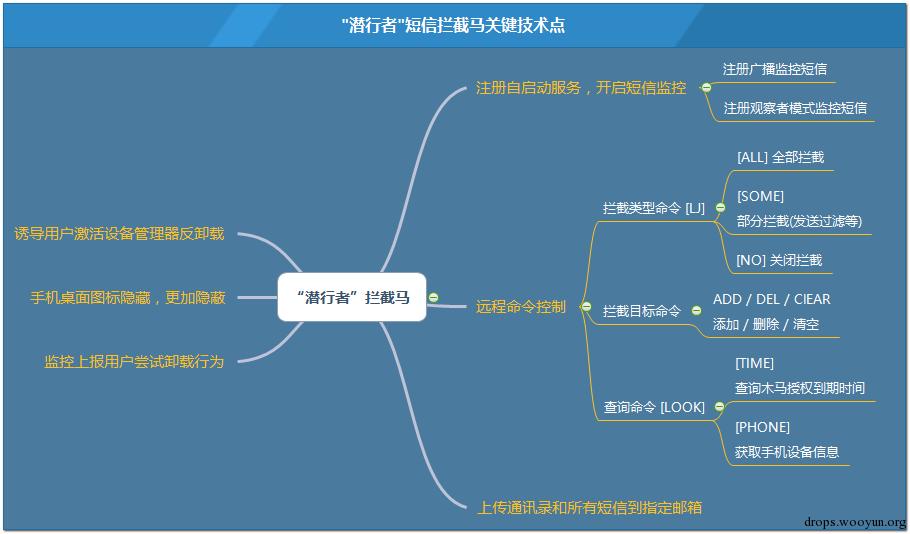 "潜行者"短信拦截马关键技术点
注册自启动服务，开启短信监控
注册广播监控短信
注册观察者模式监控短信
诱导用户激活设备管理器反卸载
手机桌面图标隐藏，更加隐蔽
监控上报用户尝试卸载行为
“潜行者”拦截马
远程命令控制
拦截类型命令 [LJ]
[ALL] 全部拦截
[SOME]
部分拦截(发送过滤等)
[NO] 关闭拦截
拦截目标命令
ADD / DEL / ClEAR
添加 / 删除 / 清空
查询命令 [LOOK]
[TIME]
查询木马授权到期时间
[PHONE]
获取手机设备信息
上传通讯录和所有短信到指定邮箱
drops.wooyun.org